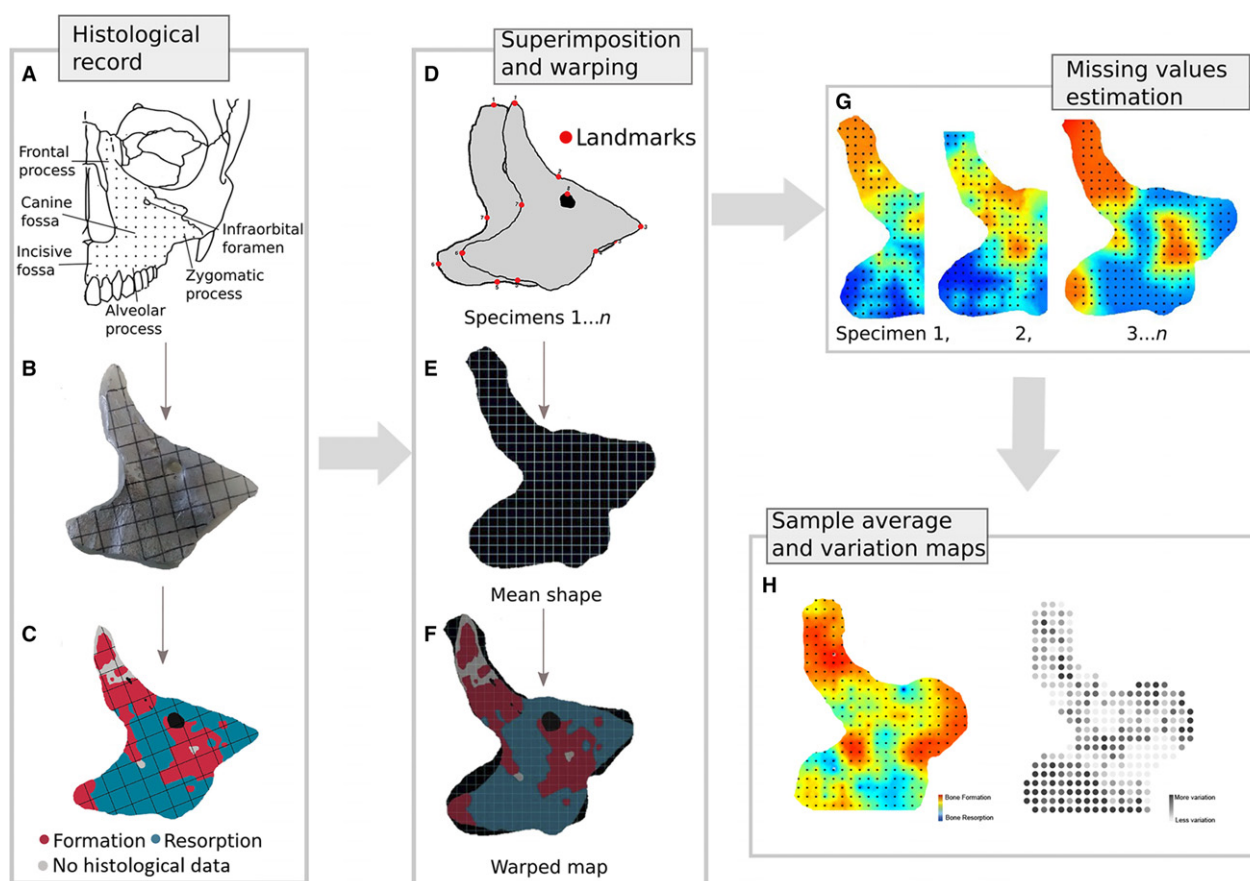 Histological
record
A
Frontal
process
Canine
fossa
Incisive
fossa
Infraorbital
foramen
Zygomatic
process
Alveolar
process
B
C
Formation Resorption
No histological data
Superimposition
and warping
D
Landmarks
Specimens 1...n
E
Mean shape
F
Warped map
Missing values
estimation
G
Specimen 1, 2, 3...n
Sample average
and variation maps
H
Bone Formation
Bone Resorption
More variation
Less variation